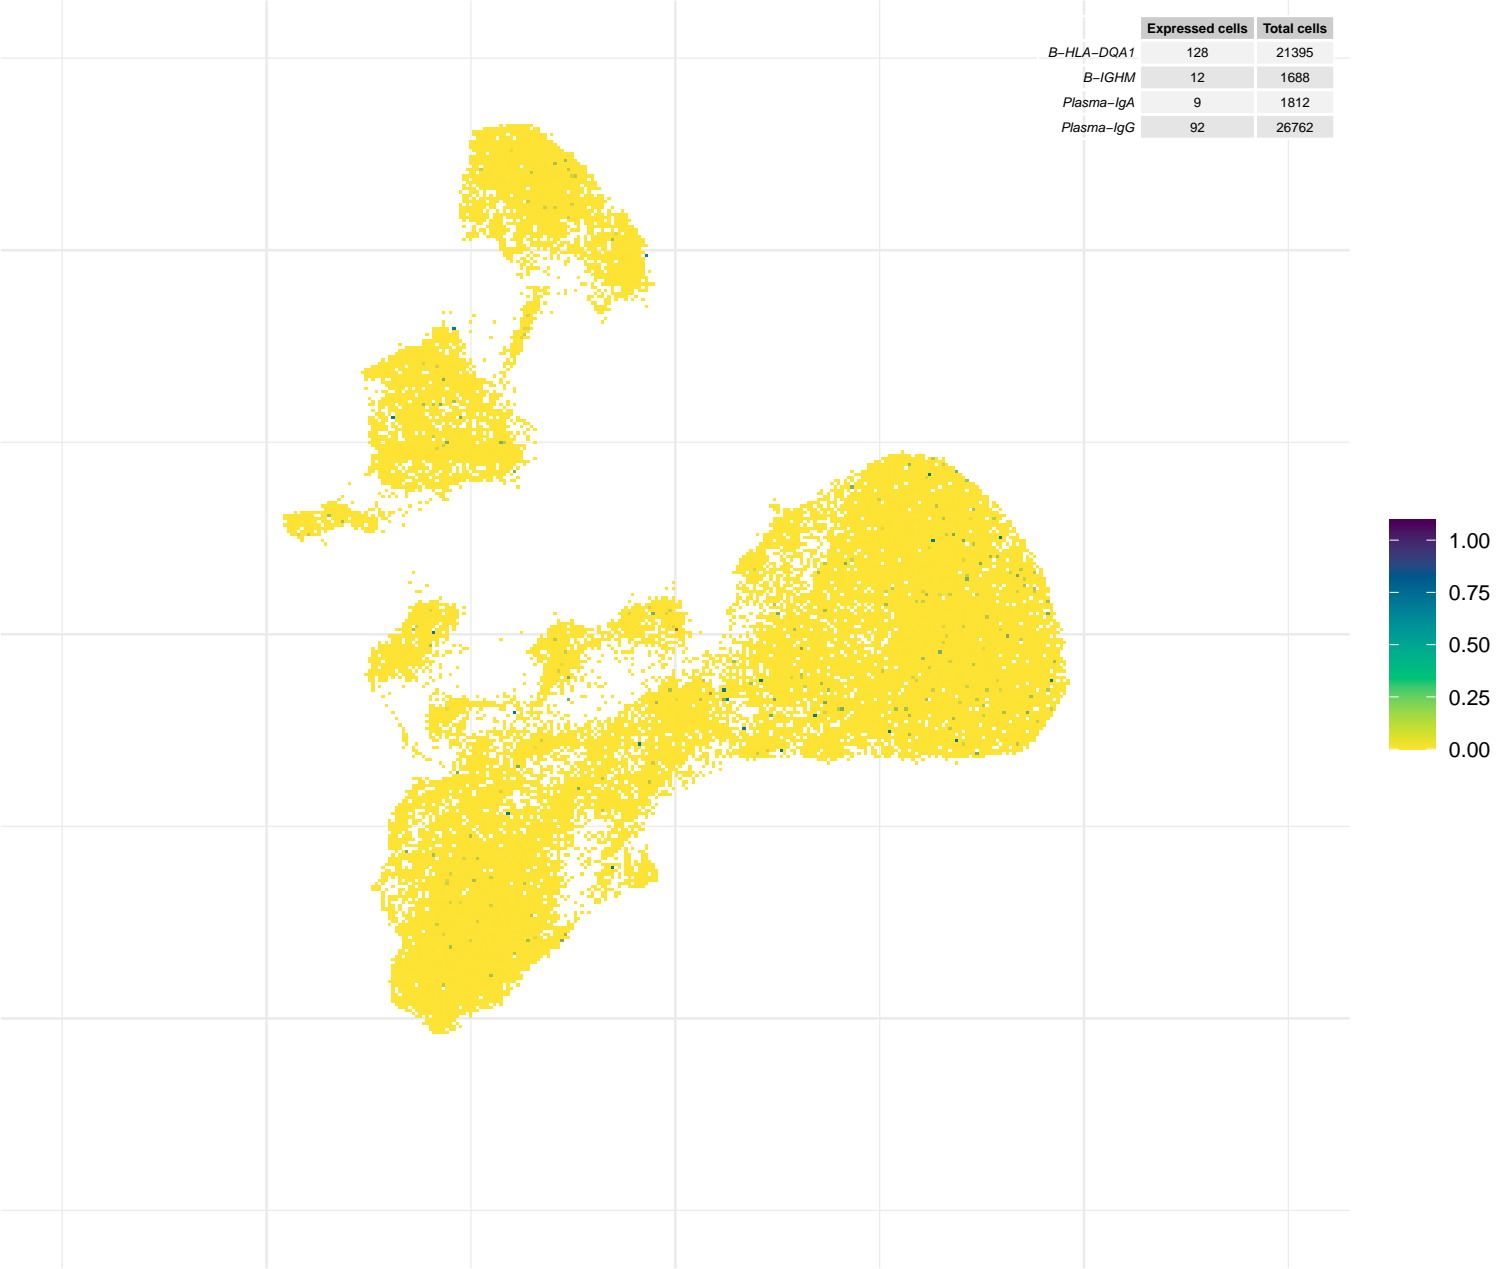 Expressed cells Total cells
B−HLA−DQA1 128 21395
B−IGHM 12 1688
Plasma−IgA 9 1812
Plasma−IgG 92 26762
1.00
0.75
0.50
0.25
0.00